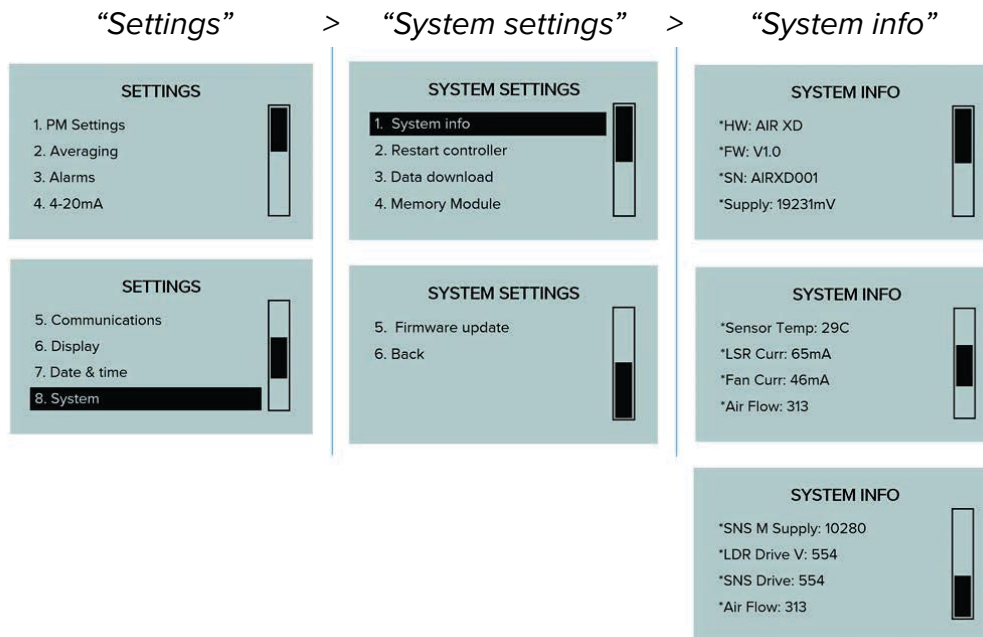 “Settings” > “System settings” > “System info”
SETTINGS
1. PM Settings
2. Averaging
3. Alarms
4. 4-20mA
SETTINGS
5. Communications
6. Display
7. Date & time
8. System
SYSTEM SETTINGS
1. System info
2. Restart controller
3. Data download
4. Memory Module
SYSTEM SETTINGS
5. Firmware update
6. Back
SYSTEM INFO
*HW: AIR XD
*FW: V1.0
*SN: AIRXD001
*Supply: 19231mV
SYSTEM INFO
*Sensor Temp: 29C
*LSR Curr: 65mA
*Fan Curr: 46mA
*Air Flow: 313
SYSTEM INFO
*SNS M Supply: 10280
*LDR Drive V: 554
*SNS Drive: 554
*Air Flow: 313